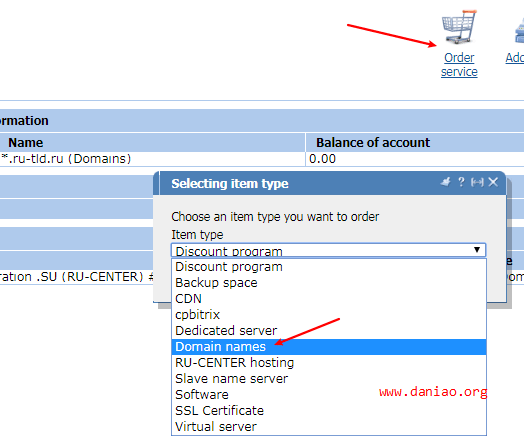 Order
service
Add
ormation
Name
Balance of account
*.ru-tld.ru (Domains)
0.00
Selecting item type
Choose an item type you want to order
Item type
Discount program
Discount program
Backup space
CDN
cpbitrix
Dedicated server
Domain names
RU-CENTER hosting
Slave name server
Software
SSL Certificate
Virtual server
e
ration .SU (RU-CENTER) #
Dom
www.daniao.org